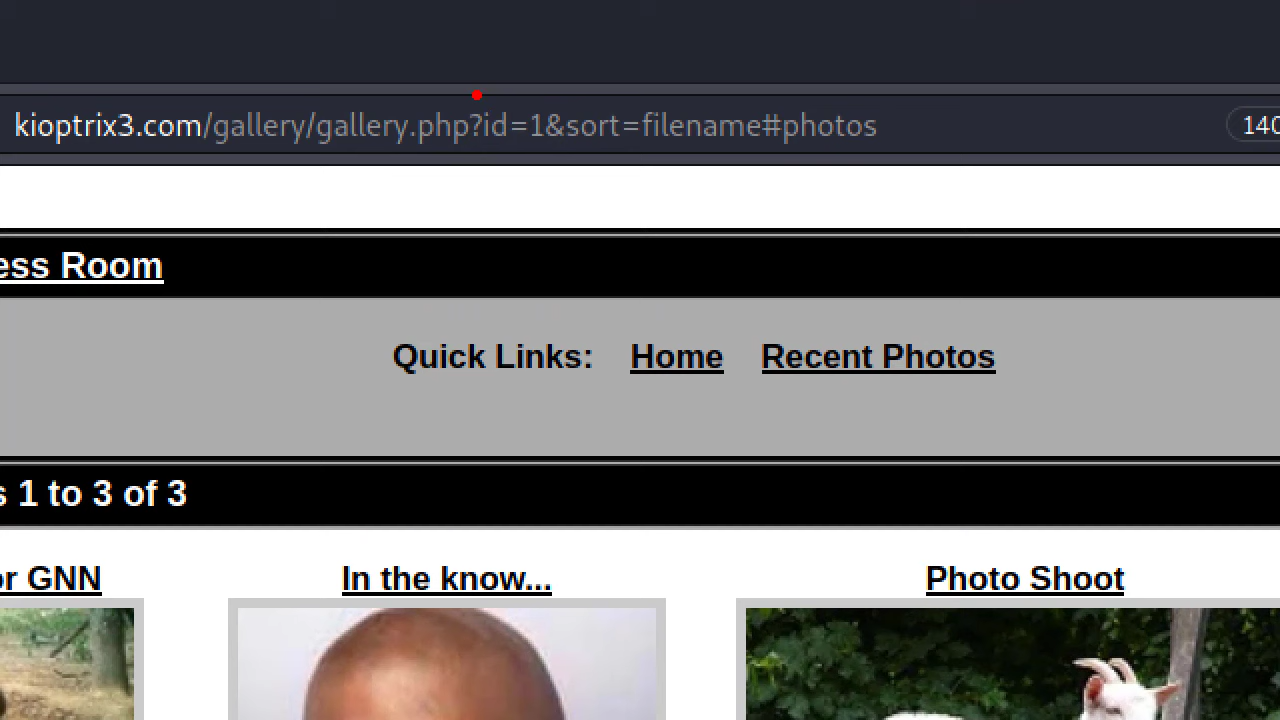 kioptrix3.com/gallery/gallery.php?id=1&sort=filename#photos
Room
Quick Links: Home Recent Photos
1 to 3 of 3
GNN
In the know...
Photo Shoot